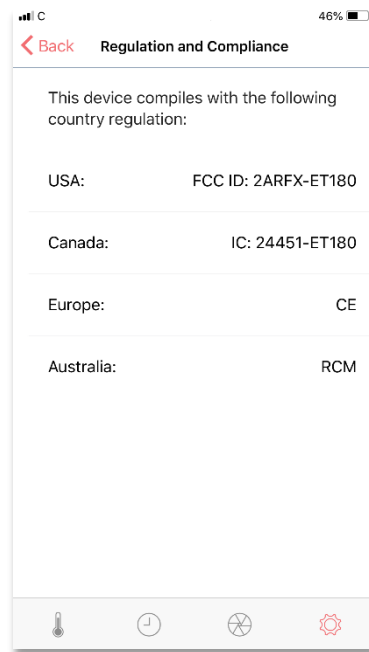 C 46%
Back Regulation and Compliance
This device compiles with the following
country regulation:
USA: FCC ID: 2ARFX-ET180
Canada: IC: 24451-ET180
Europe: CE
Australia: RCM